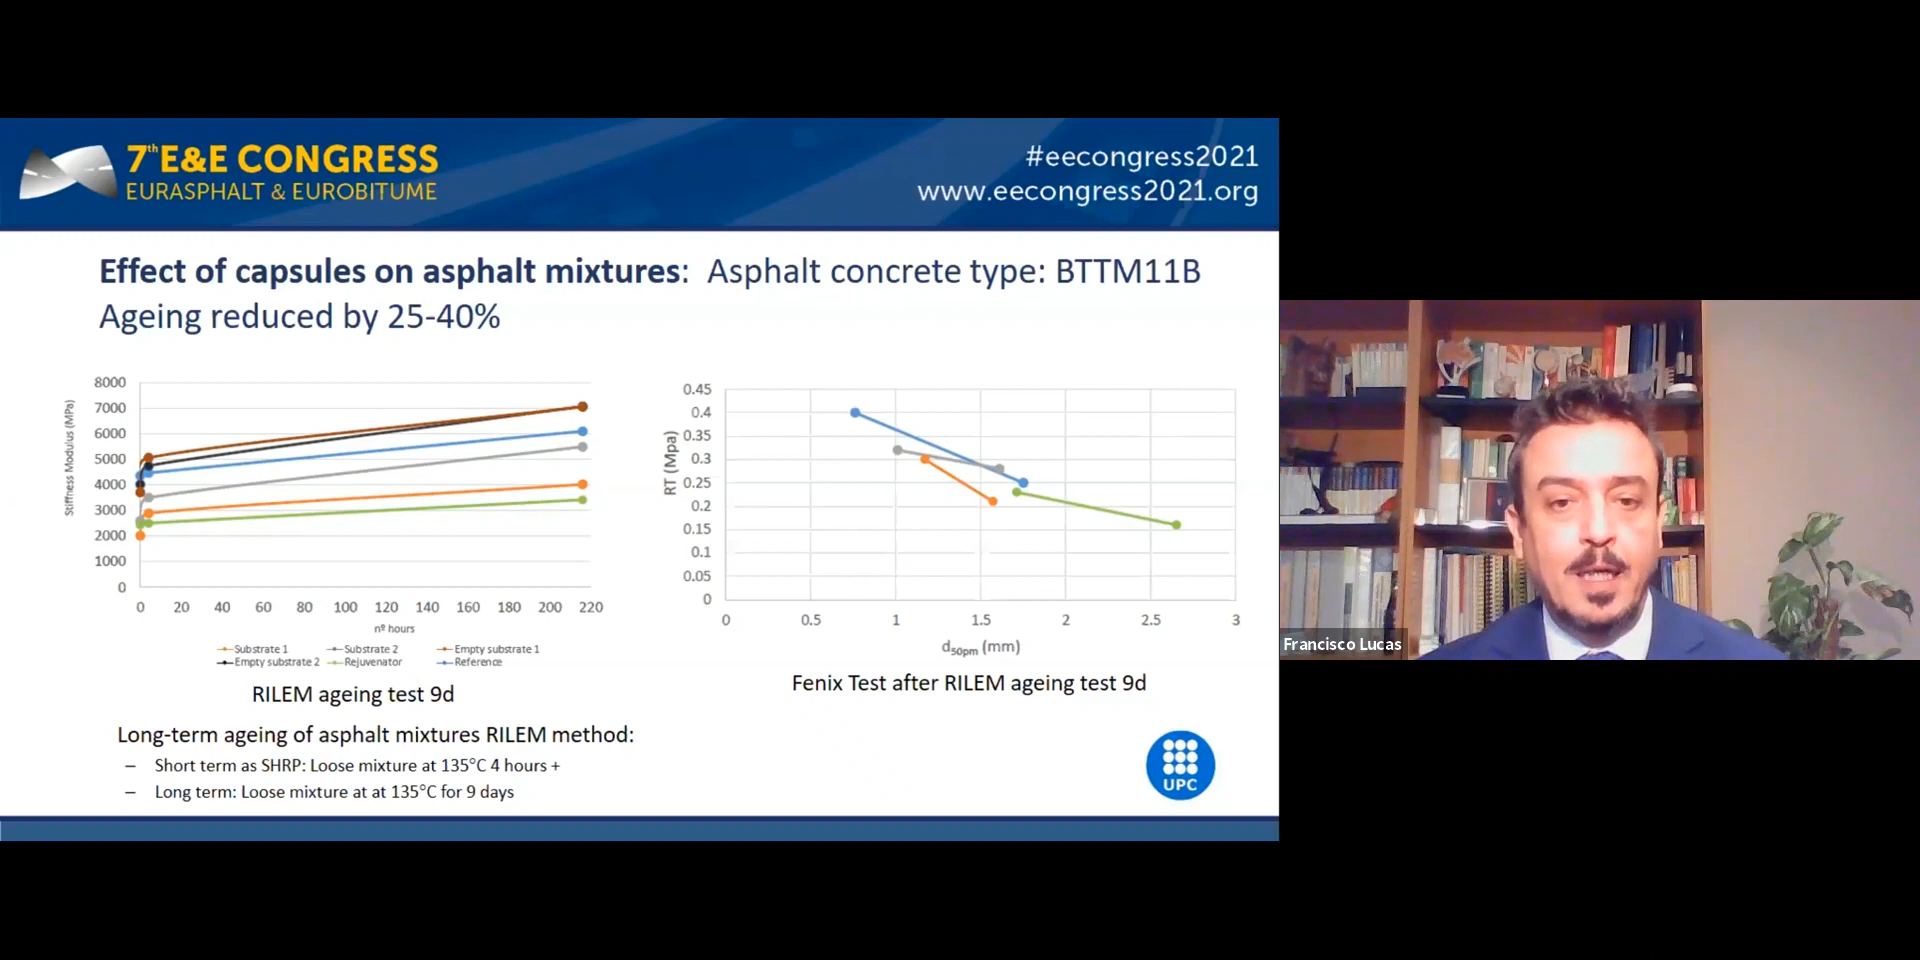 7th E&E CONGRESS
EURASPHALT & EUROBITUME
#eecongress2021
www.eecongress2021.org
Effect of capsules on asphalt mixtures: Asphalt concrete type: BTTM11B
Ageing reduced by 25-40%
Stiffness Modulus (MPa)
8000
7000
6000
5000
4000
3000
2000
1000
0
0 20 40 60 80 100 120 140 160 180 200 220
nº hours
Substrate 1 Substrate 2 Empty substrate 1
Empty substrate 2 Rejuvenator Reference
RILEM ageing test 9d
RT (Mpa)
0.45
0.4
0.35
0.3
0.25
0.2
0.15
0.1
0.05
0
0 0.5 1 1.5 2 2.5 3
d50pm (mm)
Fenix Test after RILEM ageing test 9d
Long-term ageing of asphalt mixtures RILEM method:
– Short term as SHRP: Loose mixture at 135°C 4 hours +
– Long term: Loose mixture at at 135°C for 9 days
UPC
Francisco Lucas